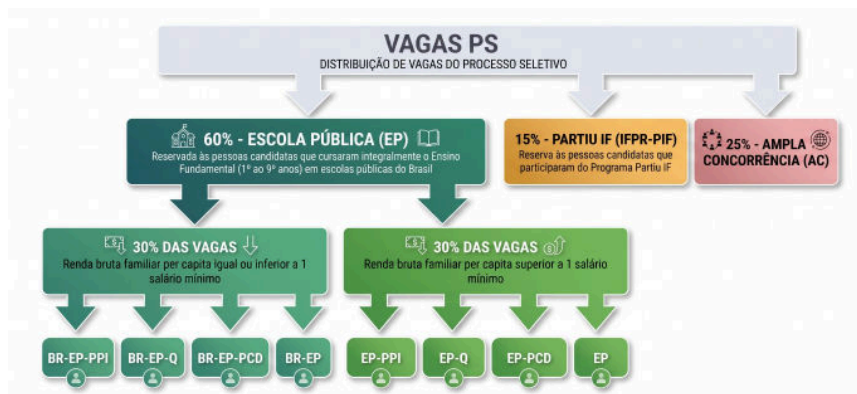 VAGAS PS
DISTRIBUIÇÃO DE VAGAS DO PROCESSO SELETIVO
60% - ESCOLA PÚBLICA (EP)
Reservada às pessoas candidatas que cursaram integralmente o Ensino
Fundamental (1º ao 9º anos) em escolas públicas do Brasil
15% - PARTIU IF (IFPR-PIF)
Reserva às pessoas candidatas que
participaram do Programa Partiu IF
25% - AMPLA
CONCORRÊNCIA (AC)
30% DAS VAGAS
Renda bruta familiar per capita igual ou inferior a 1
salário mínimo
30% DAS VAGAS
Renda bruta familiar per capita superior a 1 salário
mínimo
BR-EP-PPI
BR-EP-Q
BR-EP-PCD
BR-EP
EP-PPI
EP-Q
EP-PCD
EP